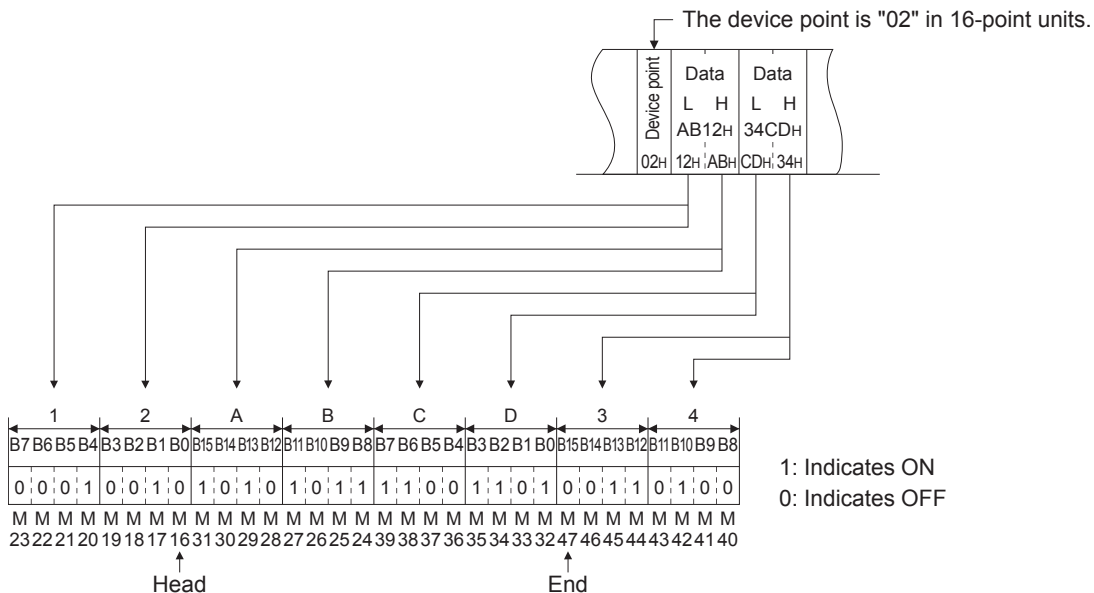 The device point is "02" in 16-point units.
Device point
Data Data
L H L H
AB12H 34CDH
02H 12H ABH CDH 34H
1 2 A B C D 3 4
B7 B6 B5 B4 B3 B2 B1 B0 B15 B14 B13 B12 B11 B10 B9 B8 B7 B6 B5 B4 B3 B2 B1 B0 B15 B14 B13 B12 B11 B10 B9 B8
0 0 0 1 0 0 1 0 1 0 1 0 1 0 1 1 1 1 0 0 1 1 0 1 0 0 1 1 0 1 0 0
M M M M M M M M M M M M M M M M M M M M M M M M M M M M M M M M
23 22 21 20 19 18 17 16 31 30 29 28 27 26 25 24 39 38 37 36 35 34 33 32 47 46 45 44 43 42 41 40
Head End
1: Indicates ON
0: Indicates OFF